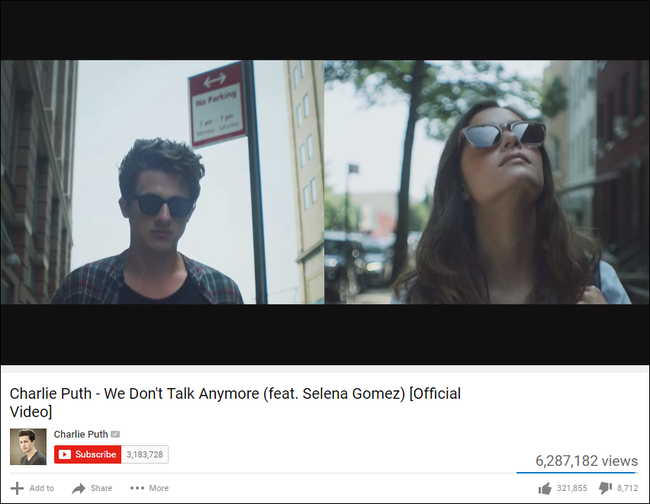 No Parking
7 am - 7 pm
Monday - Saturday
Charlie Puth - We Don't Talk Anymore (feat. Selena Gomez) [Official
Video]
Charlie Puth
Subscribe 3,183,728
6,287,182 views
Add to Share More 321,855 8,712